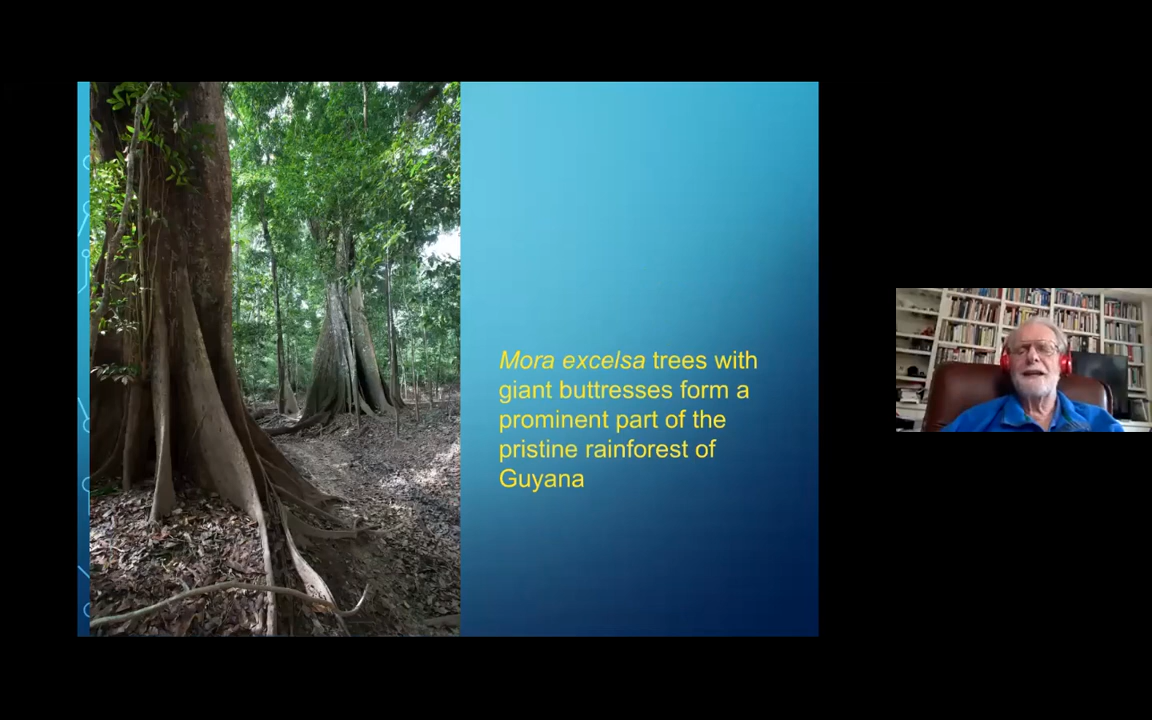 Mora excelsa trees with
giant buttresses form a
prominent part of the
pristine rainforest of
Guyana